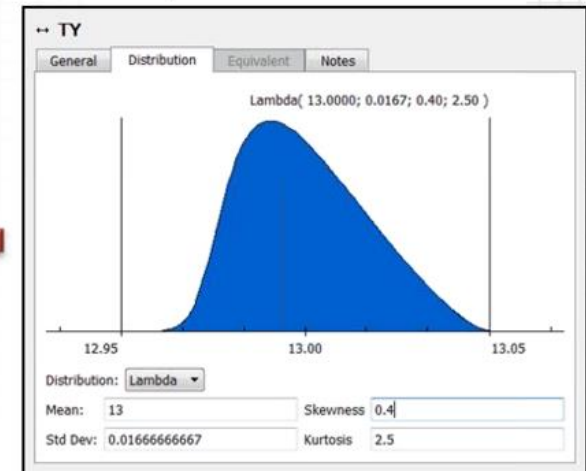 ↔ TY
General Distribution Equivalent Notes
Lambda( 13.0000; 0.0167; 0.40; 2.50 )
12.95 13.00 13.05
Distribution: Lambda
Mean: 13 Skewness 0.4
Std Dev: 0.01666666667 Kurtosis 2.5